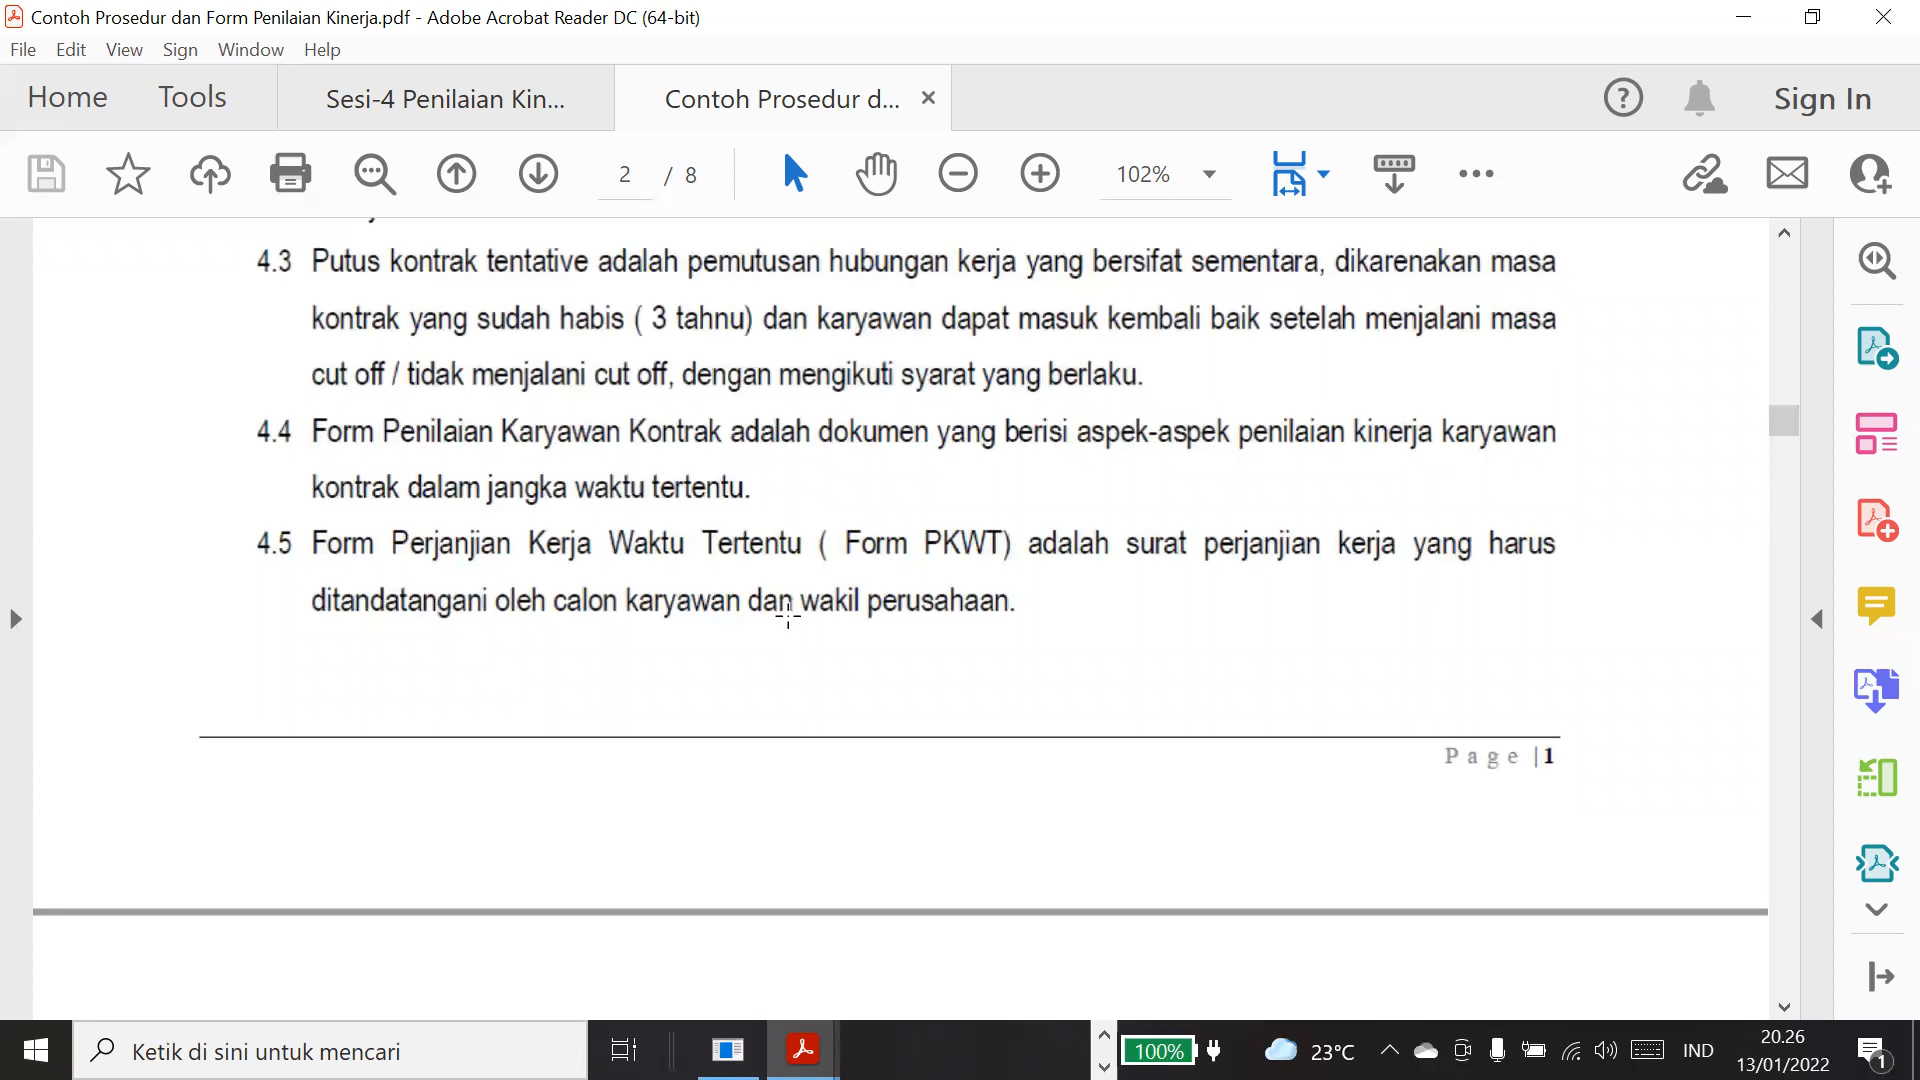 Contoh Prosedur dan Form Penilaian Kinerja.pdf - Adobe Acrobat Reader DC (64-bit)
File Edit View Sign Window Help
Home Tools Sesi-4 Penilaian Kin... Contoh Prosedur d... Sign In
2 / 8 102%
4.3 Putus kontrak tentative adalah pemutusan hubungan kerja yang bersifat sementara, dikarenakan masa
kontrak yang sudah habis ( 3 tahnu) dan karyawan dapat masuk kembali baik setelah menjalani masa
cut off / tidak menjalani cut off, dengan mengikuti syarat yang berlaku.
4.4 Form Penilaian Karyawan Kontrak adalah dokumen yang berisi aspek-aspek penilaian kinerja karyawan
kontrak dalam jangka waktu tertentu.
4.5 Form Perjanjian Kerja Waktu Tertentu ( Form PKWT) adalah surat perjanjian kerja yang harus
ditandatangani oleh calon karyawan dan wakil perusahaan.
Page |1
Ketik di sini untuk mencari
100% 23°C IND
20.26
13/01/2022
1